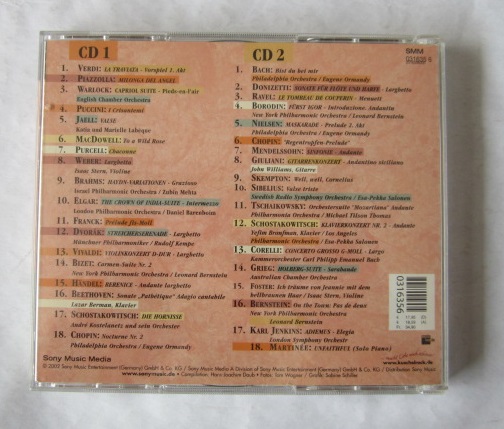 CD 1
1. VERDI: LA TRAVIATA - Vorspiel 1. Akt
2. PIAZZOLLA: MILONGA DEL ANGEL
3. WARLOCK: CAPRIOL SUITE - Pieds-en-l'air
English Chamber Orchestra
4. PUCCINI: I Crisantemi
5. JAELL: VALSE
Katia und Marielle Labeque
6. MACDOWELL: To a Wild Rose
7. PURCELL: Chaconne
8. WEBER: Larghetto
Isaac Stern, Violine
9. BRAHMS: HAYDN-VARIATIONEN - Grazioso
Israel Philharmonic Orchestra / Zubin Mehta
10. ELGAR: THE CROWN OF INDIA-SUITE - Intermezzo
London Philharmonic Orchestra / Daniel Barenboim
11. FRANCK: Prélude fis-Moll
12. DVOŘÁK: STREICHERSERENADE - Larghetto
Münchner Philharmoniker / Rudolf Kempe
13. VIVALDI: VIOLINKONZERT D-DUR - Largo
14. BIZET: Carmen-Suite Nr. 2
New York Philharmonic Orchestra / Leonard Bernstein
15. HÄNDEL: BERENICE - Andante larghetto
16. BEETHOVEN: Sonate "Pathétique" Adagio cantabile
Lazar Berman, Klavier
17. SCHOSTAKOWITSCH: DIE HORNISSE
André Kostelanetz und sein Orchester
18. CHOPIN: Nocturne Nr. 2
Philadelphia Orchestra / Eugene Ormandy
CD 2
1. BACH: Bist du bei mir
Philadelphia Orchestra / Eugene Ormandy
2. DONIZETTI: SONATE FÜR FLÖTE UND HARFE - Larghetto
3. RAVEL: LE TOMBEAU DE COUPERIN - Menuett
4. BORODIN: FÜRST IGOR - Introduzione. Andantino
New York Philharmonic Orchestra / Leonard Bernstein
5. NIELSEN: MASKARADE - Prelude 2. Akt
Philadelphia Orchestra / Eugene Ormandy
6. CHOPIN: "Regentropfen-Prélude"
7. MENDELSSOHN: SINFONIE - Andante
8. GIULIANI: GITARRENKONZERT - Andantino siciliano
John Williams, Gitarre
9. SKEMPTON: Well, well, Cornelius
10. SIBELIUS: Valse triste
Swedish Radio Symphony Orchestra / Esa-Pekka Salonen
11. TSCHAIKOWSKY: Orchestersuite "Mozartiana" Andante
Philharmonia Orchestra / Michael Tilson Thomas
12. SCHOSTAKOWITSCH: KLAVIERKONZERT NR. 2 - Andante
Yefim Bronfman, Klavier / Los Angeles
Philharmonic Orchestra / Esa-Pekka Salonen
13. CORELLI: CONCERTO GROSSO G-MOLL - Largo
Kammerorchester Carl Philipp Emanuel Bach
14. GRIEG: HOLBERG-SUITE - Sarabande
Australian Chamber Orchestra
15. FOSTER: Ich träume von Jeannie mit dem
hellbraunen Haar / Isaac Stern, Violine
16. BERNSTEIN: On the Town: Pas de deux
New York Philharmonic Orchestra
Leonard Bernstein
17. KARL JENKINS: ADIEMUS - Elegia
London Symphony Orchestra
18. MARTINÉE: UNFAITHFUL (Solo Piano)
SMM
0316356
Sony Music Media
www.sonymusic.de